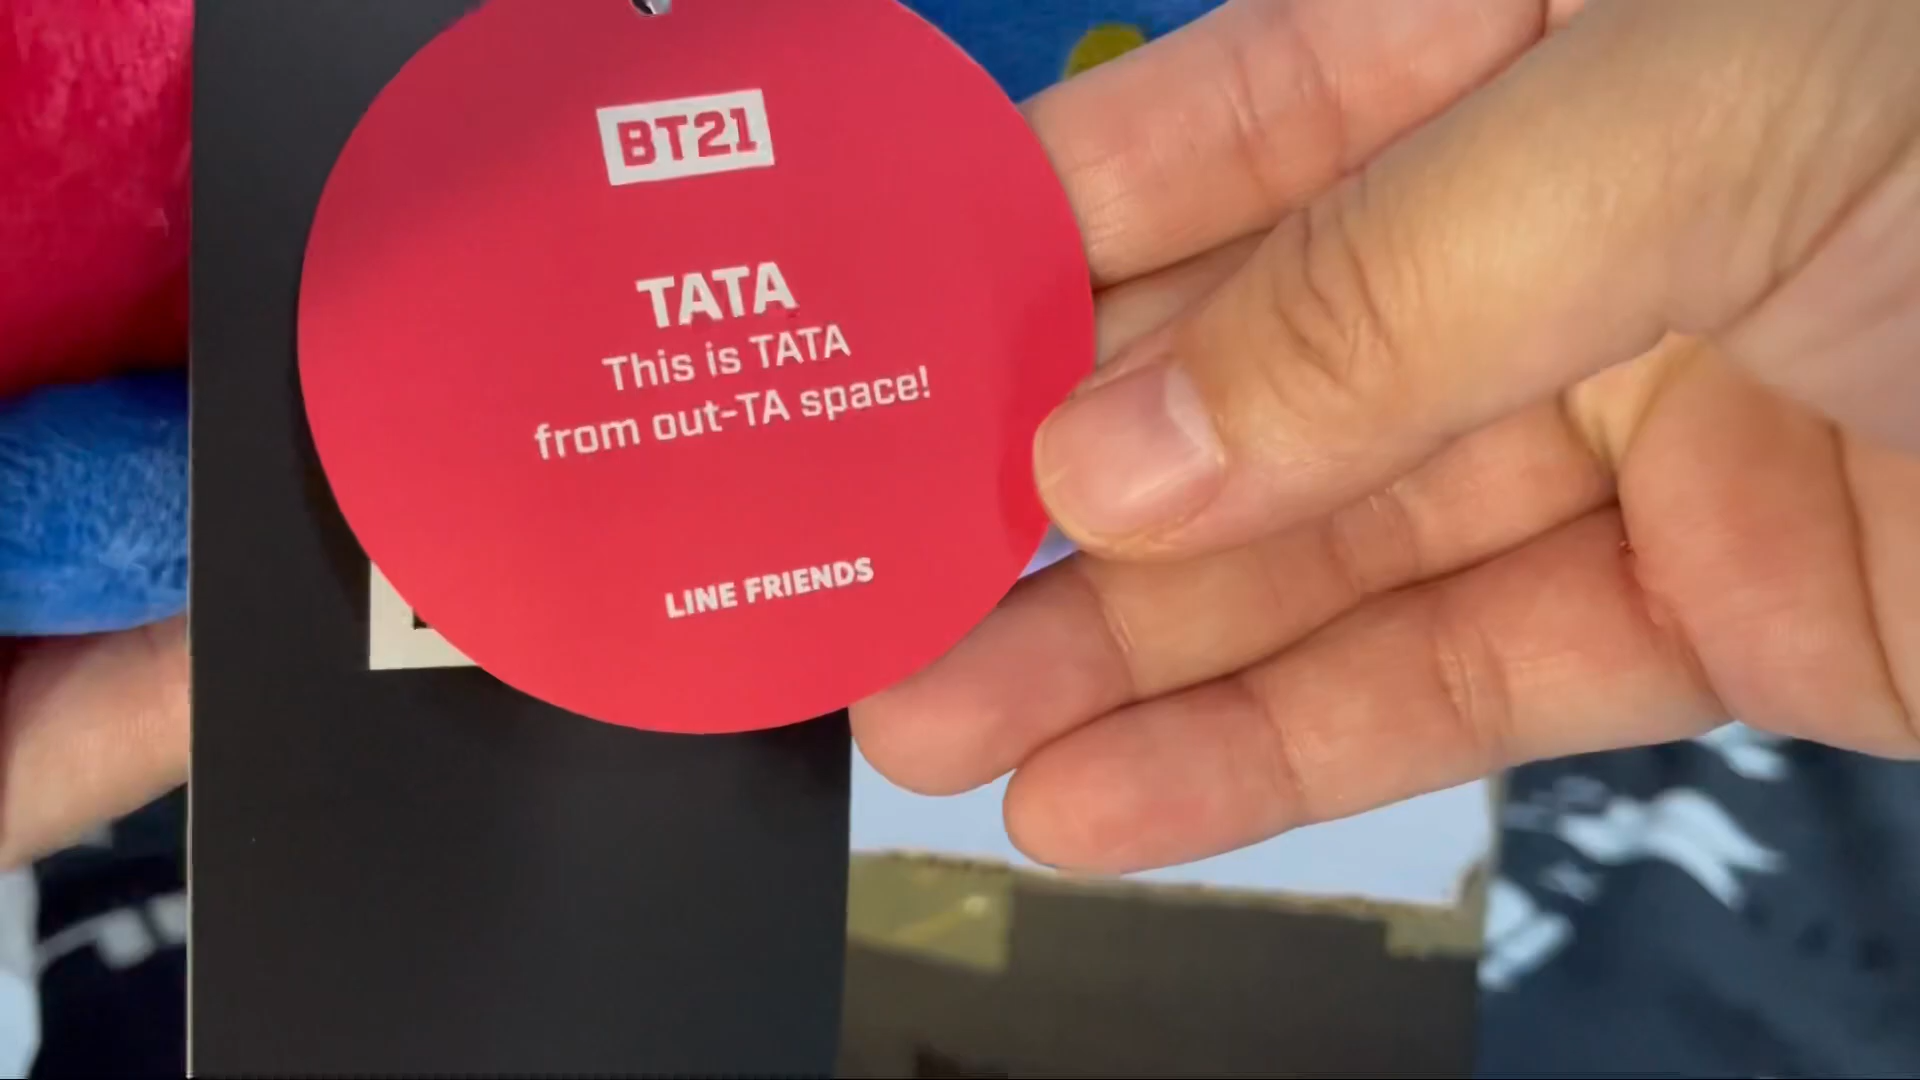 BT21
TATA
This is TATA
from out-TA space!
LINE FRIENDS